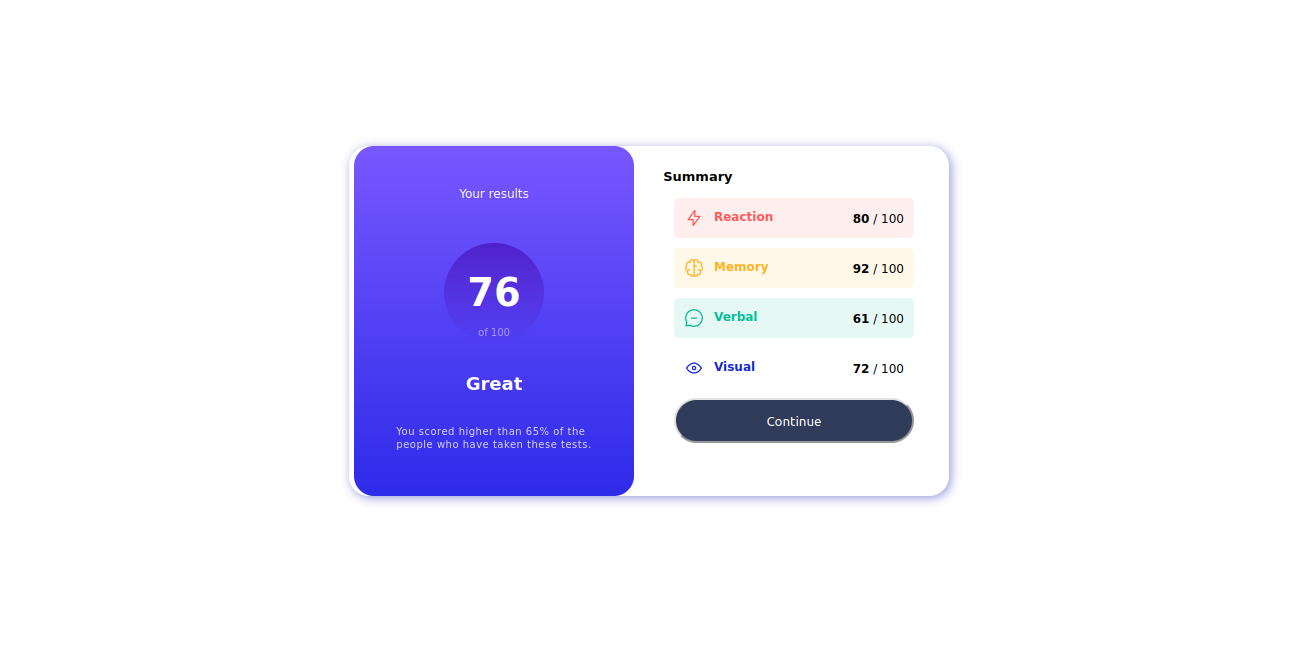 Your results
76
of 100
Great
You scored higher than 65% of the
people who have taken these tests.
Summary
Reaction 80 / 100
Memory 92 / 100
Verbal 61 / 100
Visual 72 / 100
Continue